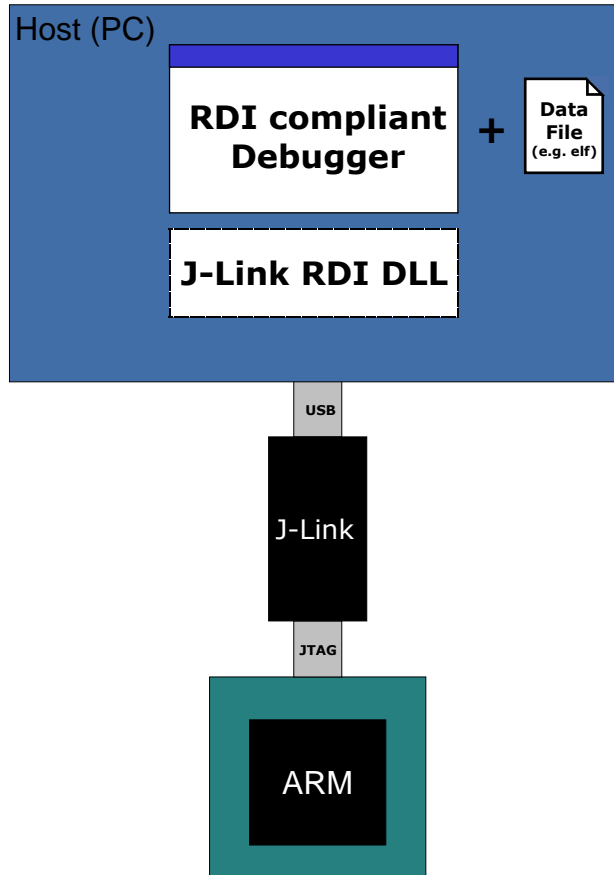 Host (PC)
RDI compliant
Debugger
+
Data
File
(e.g. elf)
J-Link RDI DLL
USB
J-Link
JTAG
ARM